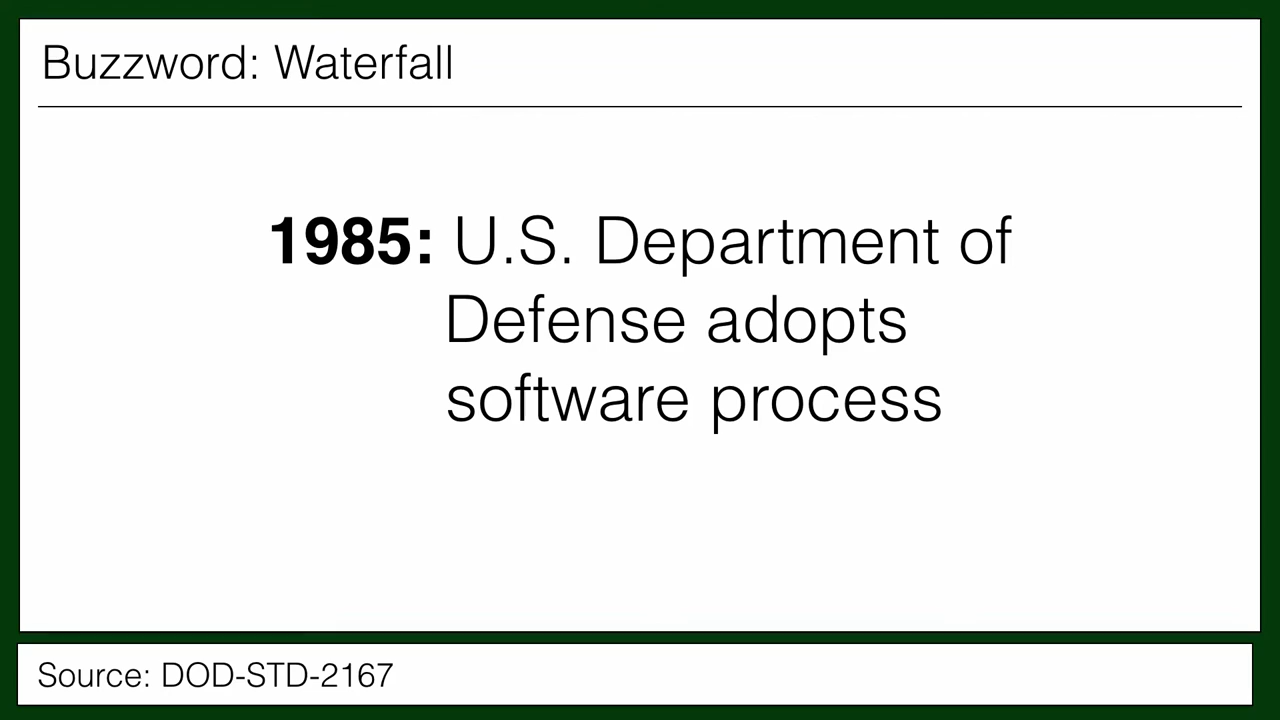 Buzzword: Waterfall
1985: U.S. Department of
Defense adopts
software process
Source: DOD-STD-2167